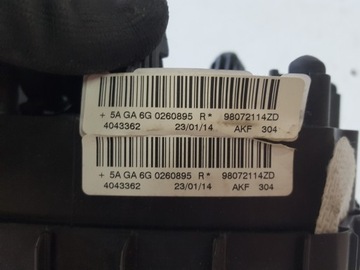 + 5A GA 6G 0260895 R* 98072114ZD
4043362 23/01/14 AKF 304
+ 5A GA 6G 0260895 R* 98072114ZD
4043362 23/01/14 AKF 304